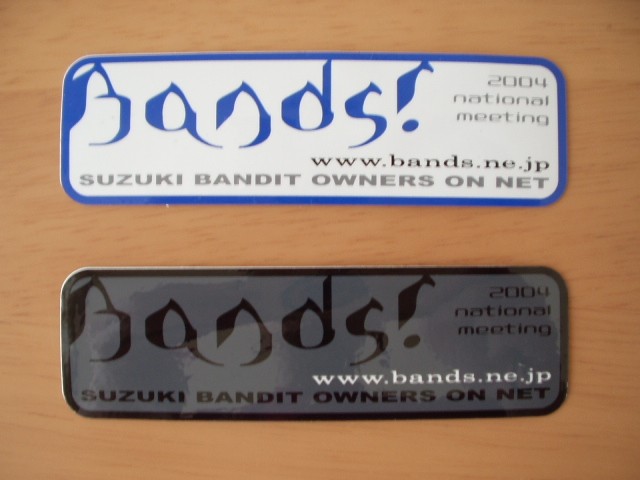 Bands!
2004
national
meeting
www.bands.ne.jp
SUZUKI BANDIT OWNERS ON NET
Bands!
2004
national
meeting
www.bands.ne.jp
SUZUKI BANDIT OWNERS ON NET